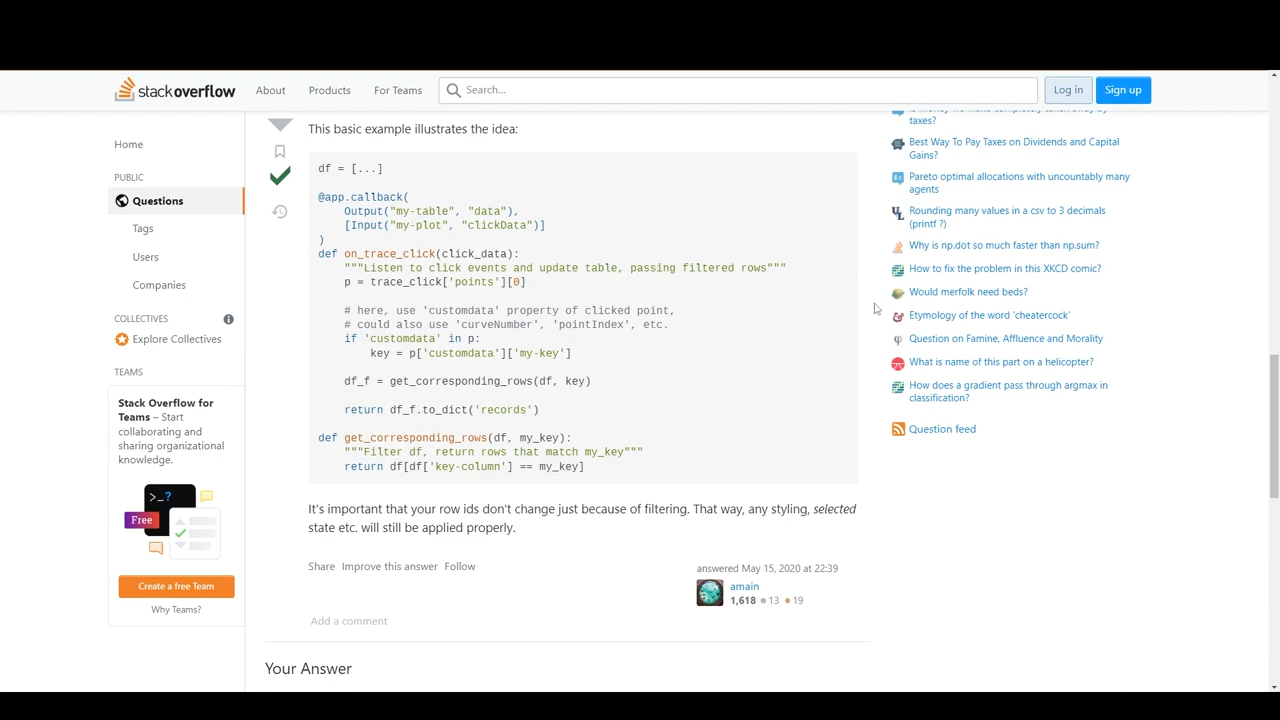 stackoverflow
About
Products
For Teams
Search...
Log in
Sign up
Home
PUBLIC
Questions
Tags
Users
Companies
COLLECTIVES
Explore Collectives
TEAMS
Stack Overflow for
Teams – Start
collaborating and
sharing organizational
knowledge.
>_?
Free
Create a free Team
Why Teams?
This basic example illustrates the idea:
df = [...]
@app.callback(
Output("my-table", "data"),
[Input("my-plot", "clickData")]
)
def on_trace_click(click_data):
"""Listen to click events and update table, passing filtered rows"""
p = trace_click['points'][0]
# here, use 'customdata' property of clicked point,
# could also use 'curveNumber', 'pointIndex', etc.
if 'customdata' in p:
key = p['customdata']['my-key']
df_f = get_corresponding_rows(df, key)
return df_f.to_dict('records')
def get_corresponding_rows(df, my_key):
"""Filter df, return rows that match my_key"""
return df[df['key-column'] == my_key]
It's important that your row ids don't change just because of filtering. That way, any styling, selected
state etc. will still be applied properly.
Share Improve this answer Follow
answered May 15, 2020 at 22:39
amain
1,618 13 19
Add a comment
Your Answer
taxes?
Best Way To Pay Taxes on Dividends and Capital
Gains?
Pareto optimal allocations with uncountably many
agents
Rounding many values in a csv to 3 decimals
(printf ?)
Why is np.dot so much faster than np.sum?
How to fix the problem in this XKCD comic?
Would merfolk need beds?
Etymology of the word 'cheatercock'
Question on Famine, Affluence and Morality
What is name of this part on a helicopter?
How does a gradient pass through argmax in
classification?
Question feed